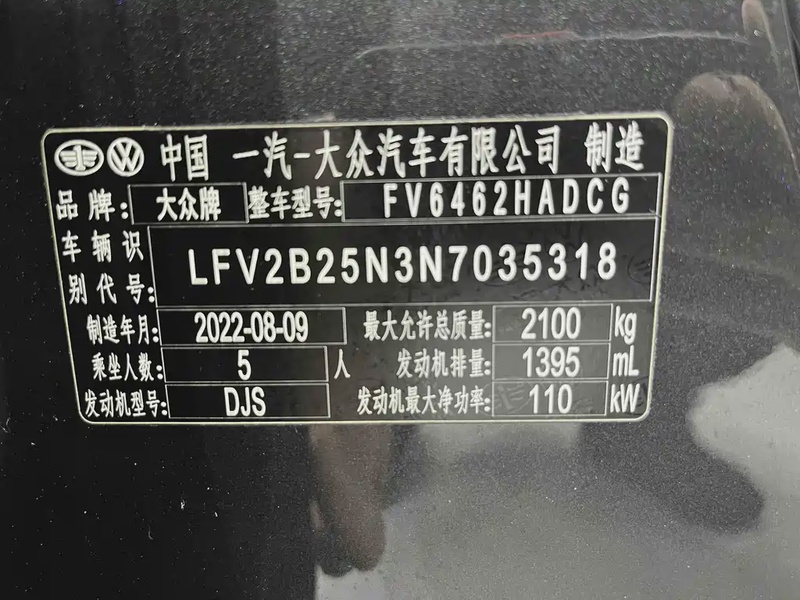 中国 一汽-大众汽车有限公司 制造
品牌: 大众牌 整车型号: FV6462HADCG
车辆识别代号: LFV2B25N3N7035318
制造年月: 2022-08-09 最大允许总质量: 2100 kg
乘坐人数: 5 人 发动机排量: 1395 mL
发动机型号: DJS 发动机最大净功率: 110 kW